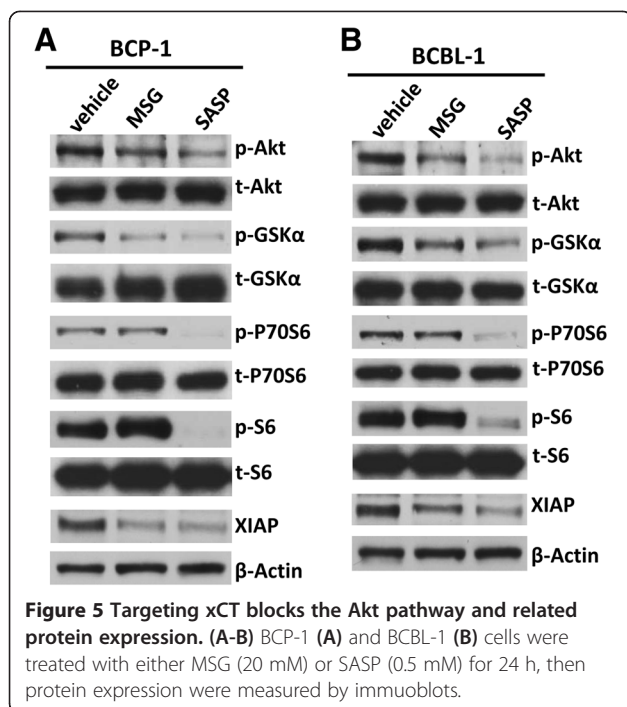 A
BCP-1
vehicle MSG SASP
p-Akt
t-Akt
p-GSKα
t-GSKα
p-P70S6
t-P70S6
p-S6
t-S6
XIAP
β-Actin
B
BCBL-1
vehicle MSG SASP
p-Akt
t-Akt
p-GSKα
t-GSKα
p-P70S6
t-P70S6
p-S6
t-S6
XIAP
β-Actin
Figure 5 Targeting xCT blocks the Akt pathway and related
protein expression. (A-B) BCP-1 (A) and BCBL-1 (B) cells were
treated with either MSG (20 mM) or SASP (0.5 mM) for 24 h, then
protein expression were measured by immuoblots.